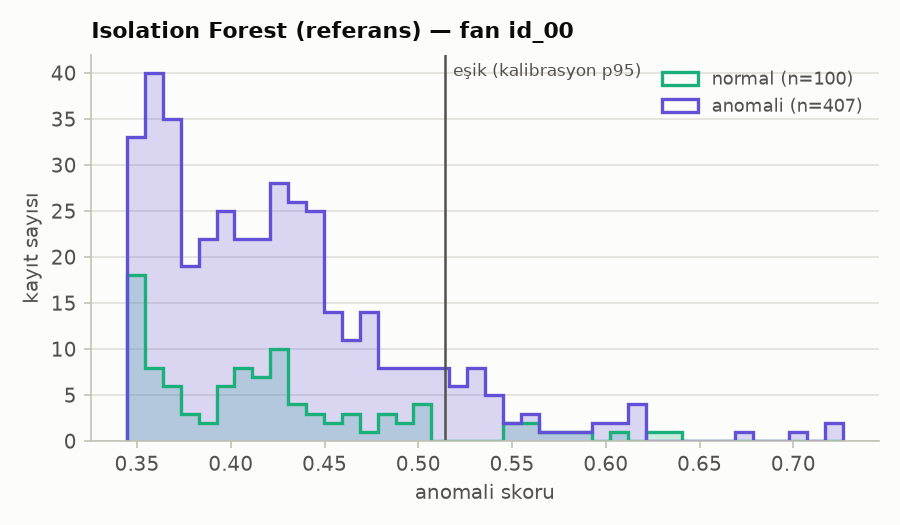 Isolation Forest (referans) — fan id_00
eşik (kalibrasyon p95)
normal (n=100)
anomali (n=407)
kayıt sayısı
40
35
30
25
20
15
10
5
0
0.35 0.40 0.45 0.50 0.55 0.60 0.65 0.70
anomali skoru